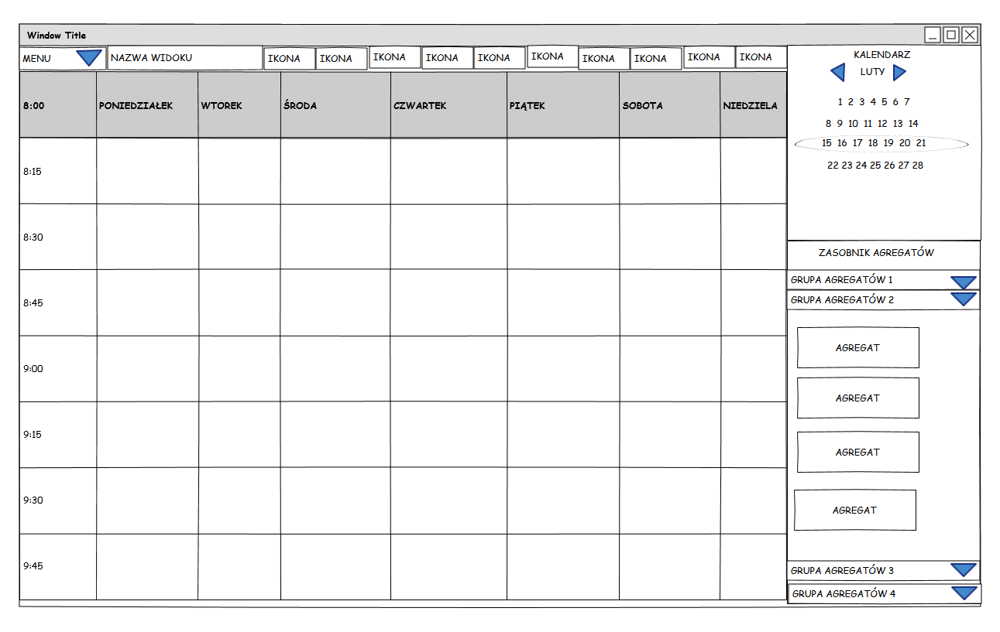 Window Title
MENU NAZWA WIDOKU IKONA IKONA IKONA IKONA IKONA IKONA IKONA IKONA IKONA IKONA
8:00 PONIEDZIAŁEK WTOREK ŚRODA CZWARTEK PIĄTEK SOBOTA NIEDZIELA
8:15
8:30
8:45
9:00
9:15
9:30
9:45
KALENDARZ
LUTY
1 2 3 4 5 6 7
8 9 10 11 12 13 14
15 16 17 18 19 20 21
22 23 24 25 26 27 28
ZASOBNIK AGREGATÓW
GRUPA AGREGATÓW 1
GRUPA AGREGATÓW 2
AGREGAT
AGREGAT
AGREGAT
AGREGAT
GRUPA AGREGATÓW 3
GRUPA AGREGATÓW 4